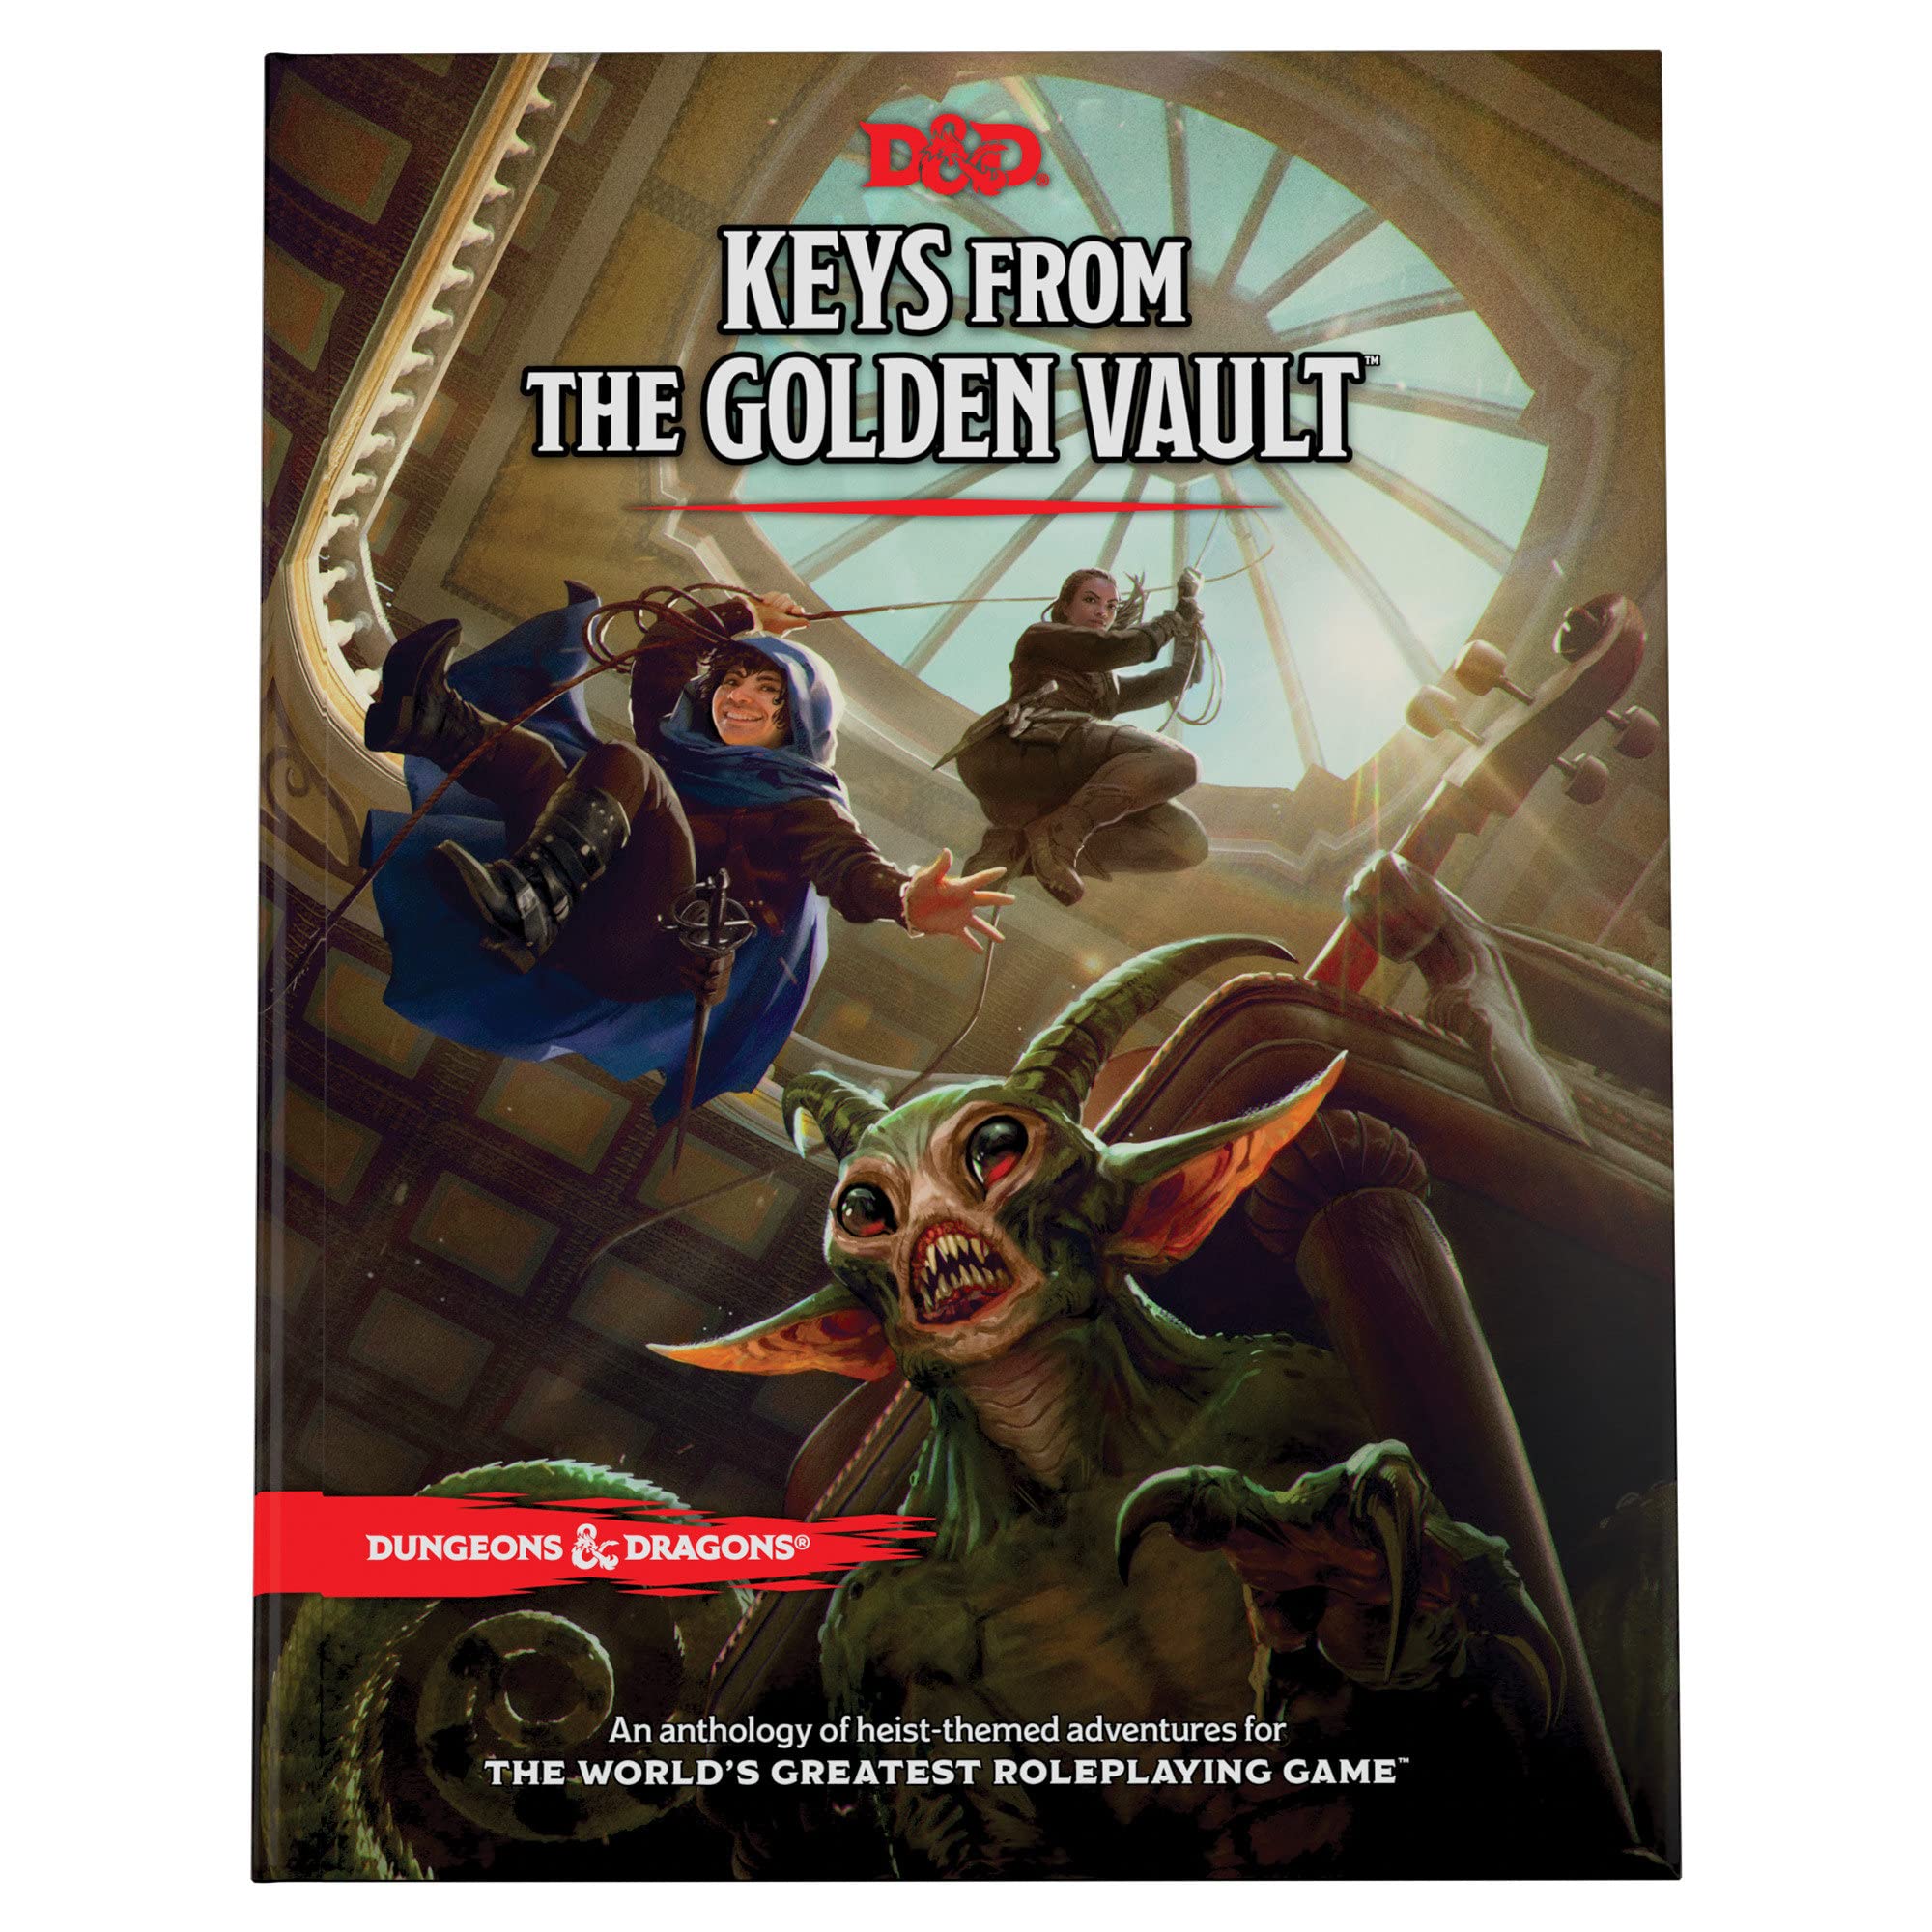 D&D®
KEYS FROM
THE GOLDEN VAULT™
DUNGEONS & DRAGONS®
An anthology of heist-themed adventures for
THE WORLD'S GREATEST ROLEPLAYING GAME™